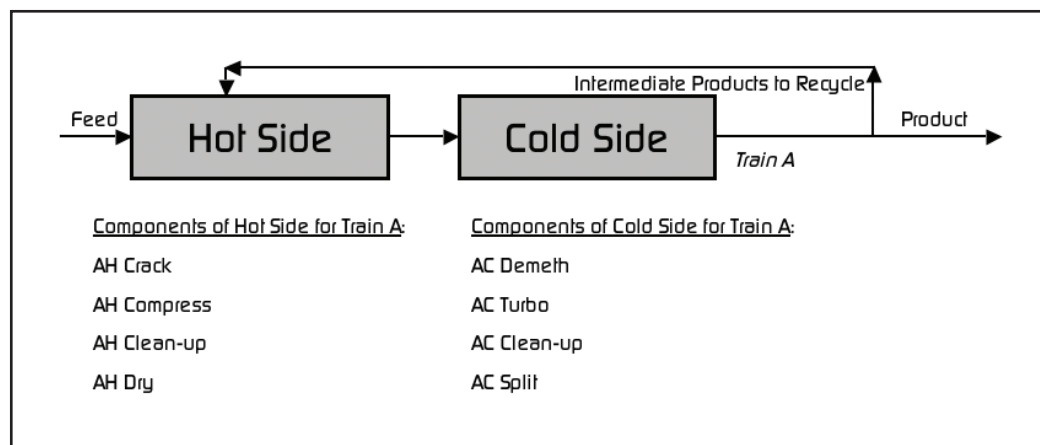 Intermediate Products to Recycle
Feed
Hot Side
Cold Side
Product
Train A
Components of Hot Side for Train A:
AH Crack
AH Compress
AH Clean-up
AH Dry
Components of Cold Side for Train A:
AC Demeth
AC Turbo
AC Clean-up
AC Split